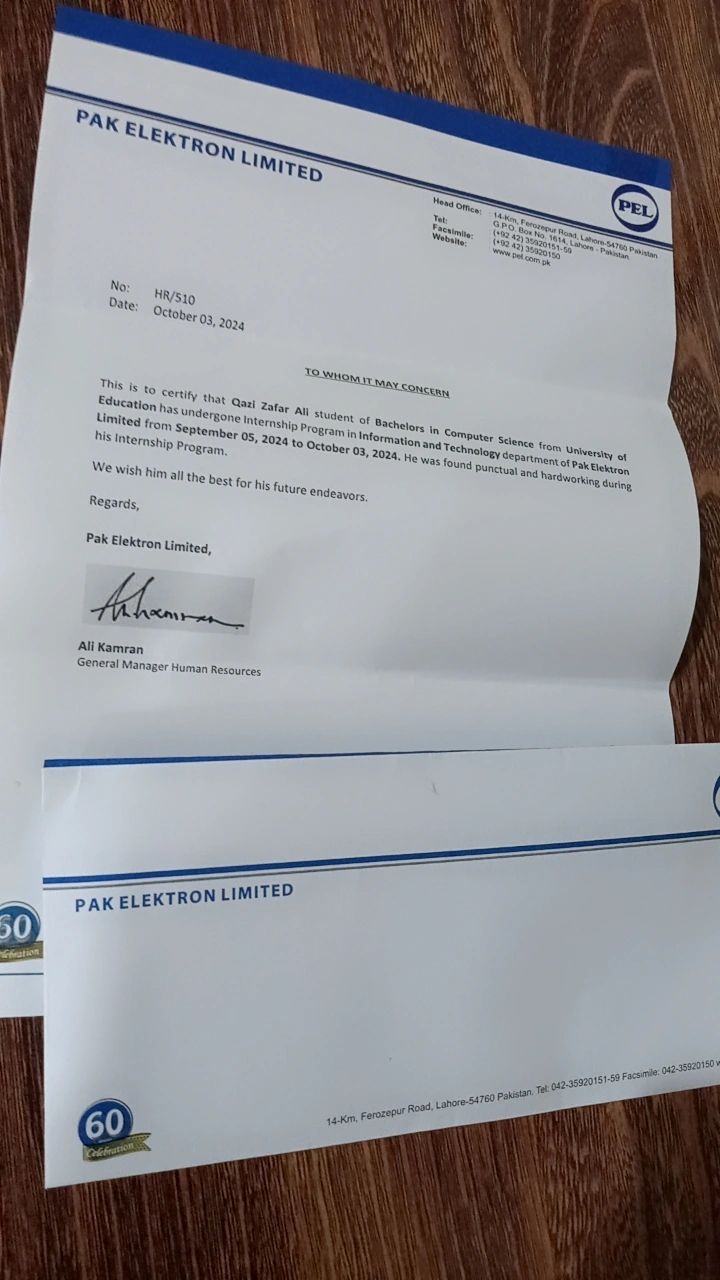 PAK ELEKTRON LIMITED
PEL
Head Office: 14-Km, Ferozepur Road, Lahore-54760 Pakistan
G.P.O. Box No. 1614, Lahore - Pakistan.
Tel: (+92 42) 35920151-59
Facsimile: (+92 42) 35920150
Website: www.pel.com.pk
No: HR/510
Date: October 03, 2024
TO WHOM IT MAY CONCERN
This is to certify that Qazi Zafar Ali student of Bachelors in Computer Science from University of
Education has undergone Internship Program in Information and Technology department of Pak Elektron
Limited from September 05, 2024 to October 03, 2024. He was found punctual and hardworking during
his Internship Program.
We wish him all the best for his future endeavors.
Regards,
Pak Elektron Limited,
Ali Kamran
General Manager Human Resources
60
PAK ELEKTRON LIMITED
60
Celebration
14-Km, Ferozepur Road, Lahore-54760 Pakistan. Tel: 042-35920151-59 Facsimile: 042-35920150